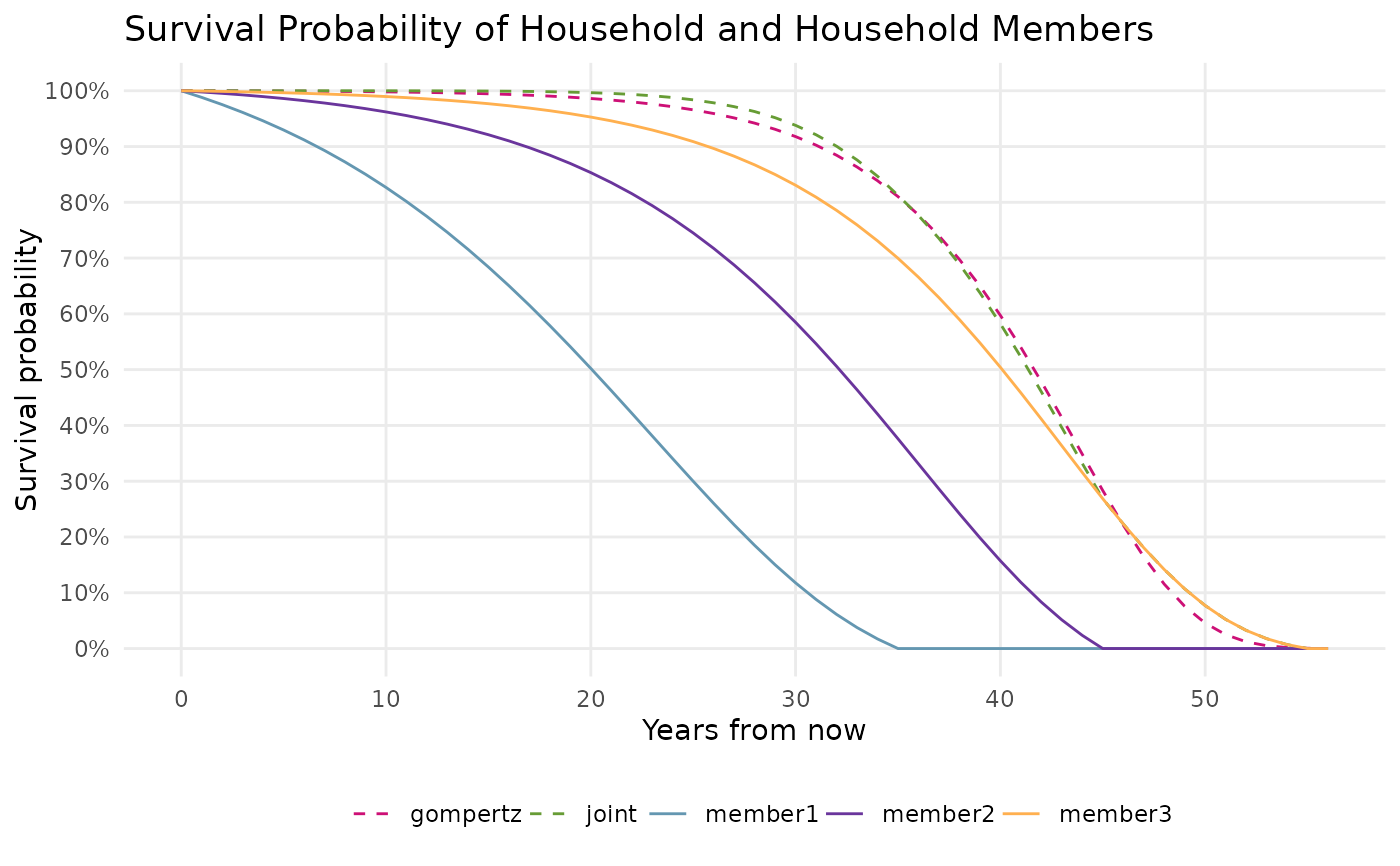 Survival Probability of Household and Household Members
100%
90%
80%
70%
60%
50%
40%
30%
20%
10%
0%
Survival probability
0 10 20 30 40 50
Years from now
gompertz joint member1 member2 member3